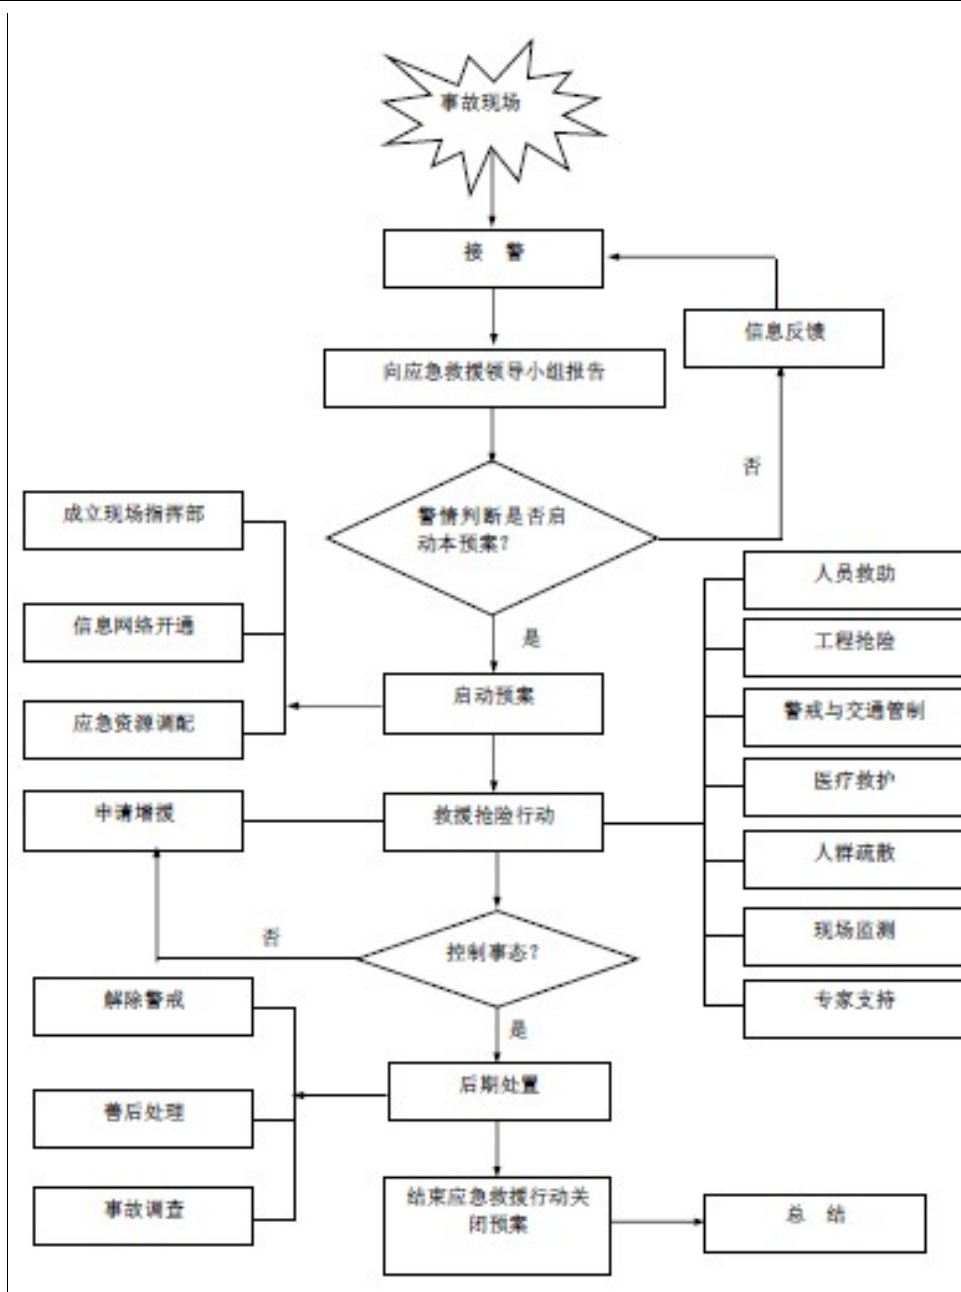 事故现场
接　警
信息反馈
向应急救援领导小组报告
否
成立现场指挥部
警情判断是否启
动本预案？
人员救助
信息网络开通
是
工程抢险
启动预案
警戒与交通管制
应急资源调配
医疗救护
申请增援
救援抢险行动
人群疏散
否
控制事态？
现场监测
解除警戒
专家支持
是
后期处置
善后处理
结束应急救援行动关
闭预案
事故调查
总　结